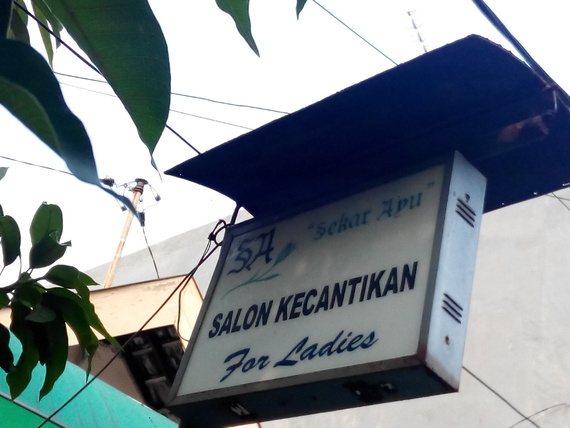 SA "Sekar Ayu"
SALON KECANTIKAN
For Ladies